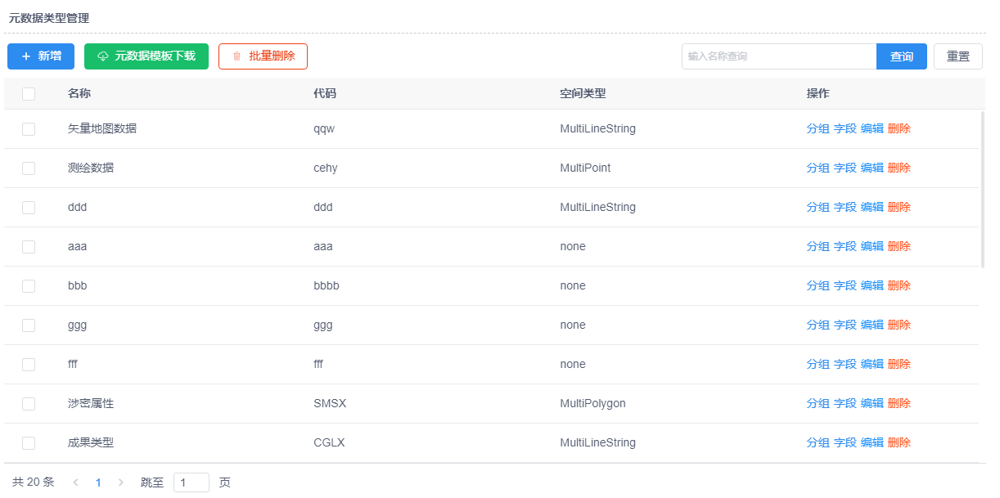 元数据类型管理
新增 元数据模板下载 批量删除 输入名称查询 查询 重置
名称 代码 空间类型 操作
矢量地图数据 qqw MultiLineString 分组 字段 编辑 删除
测绘数据 cehy MultiPoint 分组 字段 编辑 删除
ddd ddd MultiLineString 分组 字段 编辑 删除
aaa aaa none 分组 字段 编辑 删除
bbb bbbb none 分组 字段 编辑 删除
ggg ggg none 分组 字段 编辑 删除
fff fff none 分组 字段 编辑 删除
涉密属性 SMSX MultiPolygon 分组 字段 编辑 删除
成果类型 CGLX MultiLineString 分组 字段 编辑 删除
共 20 条 < 1 > 跳至 1 页